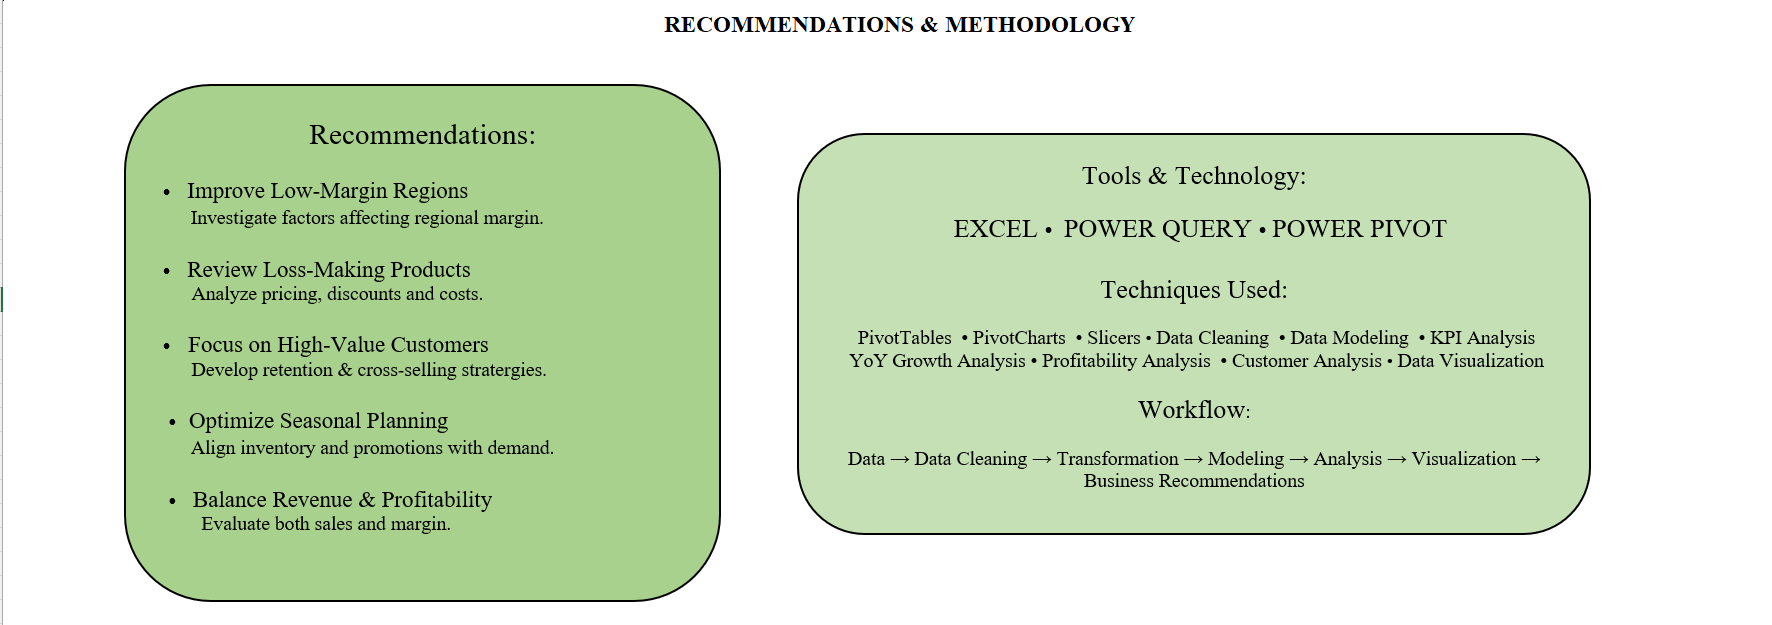 RECOMMENDATIONS & METHODOLOGY
Recommendations:
• Improve Low-Margin Regions
Investigate factors affecting regional margin.
• Review Loss-Making Products
Analyze pricing, discounts and costs.
• Focus on High-Value Customers
Develop retention & cross-selling stratergies.
• Optimize Seasonal Planning
Align inventory and promotions with demand.
• Balance Revenue & Profitability
Evaluate both sales and margin.
Tools & Technology:
EXCEL • POWER QUERY • POWER PIVOT
Techniques Used:
PivotTables • PivotCharts • Slicers • Data Cleaning • Data Modeling • KPI Analysis
YoY Growth Analysis • Profitability Analysis • Customer Analysis • Data Visualization
Workflow:
Data → Data Cleaning → Transformation → Modeling → Analysis → Visualization →
Business Recommendations